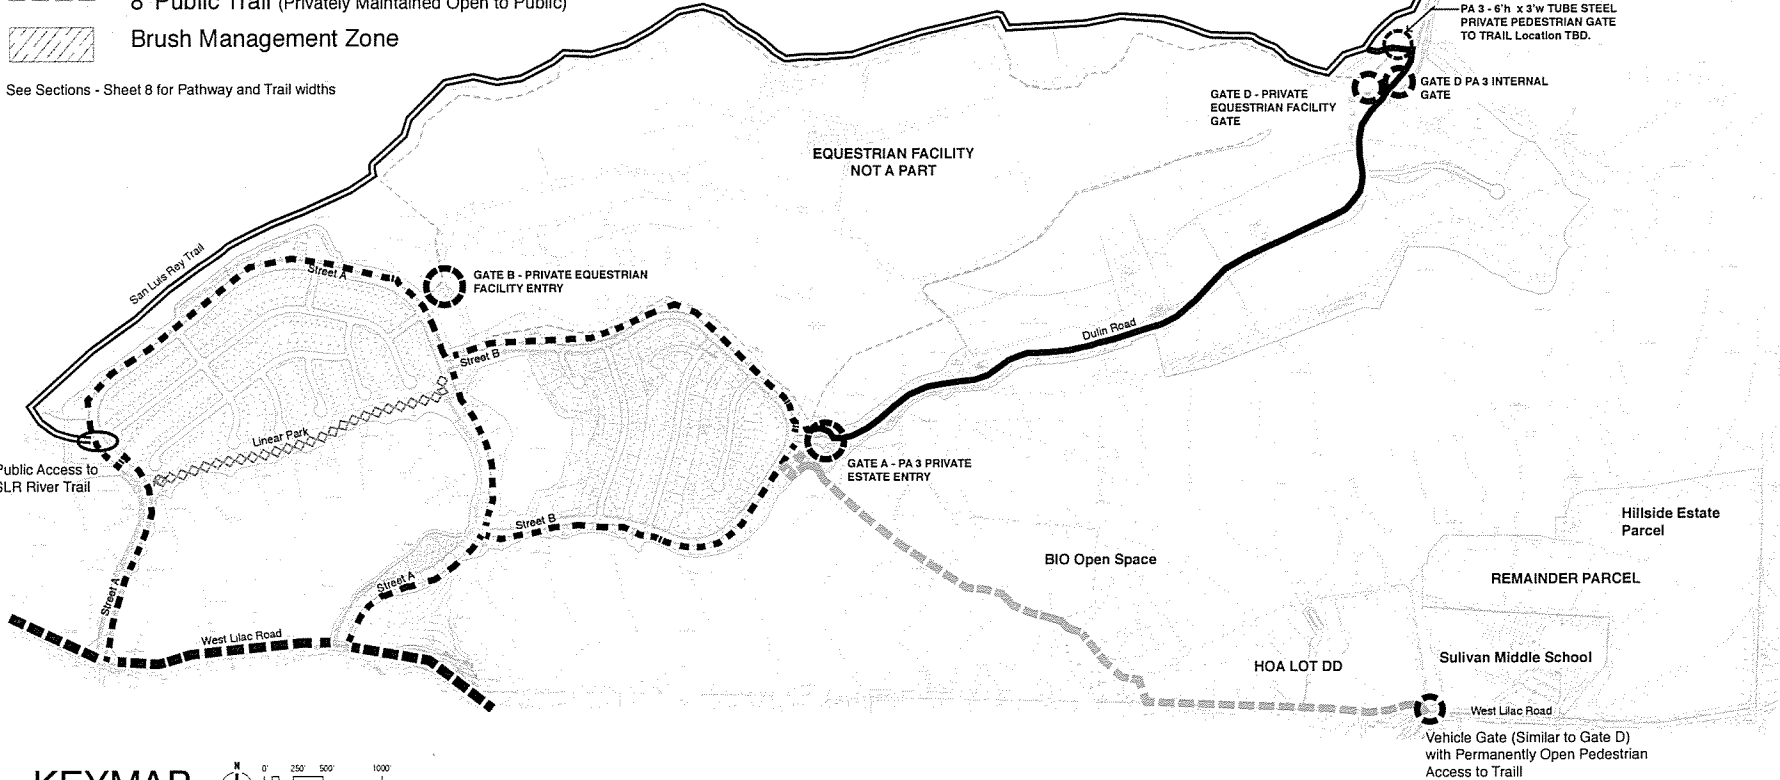 8' Public Trail (Privately Maintained Open to Public)
Brush Management Zone
See Sections - Sheet 8 for Pathway and Trail widths
PA 3 - 6'h x 3'w TUBE STEEL
PRIVATE PEDESTRIAN GATE
TO TRAIL Location TBD.
GATE D PA 3 INTERNAL
GATE
GATE D - PRIVATE
EQUESTRIAN FACILITY
GATE
EQUESTRIAN FACILITY
NOT A PART
San Luis Rey Trail
Street A
GATE B - PRIVATE EQUESTRIAN
FACILITY ENTRY
Dulin Road
Street B
Linear Park
Public Access to
SLR River Trail
GATE A - PA 3 PRIVATE
ESTATE ENTRY
Street B
Hillside Estate
Parcel
BIO Open Space
REMAINDER PARCEL
Street A
Street A
West Lilac Road
HOA LOT DD
Sulivan Middle School
West Lilac Road
Vehicle Gate (Similar to Gate D)
with Permanently Open Pedestrian
Access to Traill
KEYMAP
N
0' 250' 500' 1000'